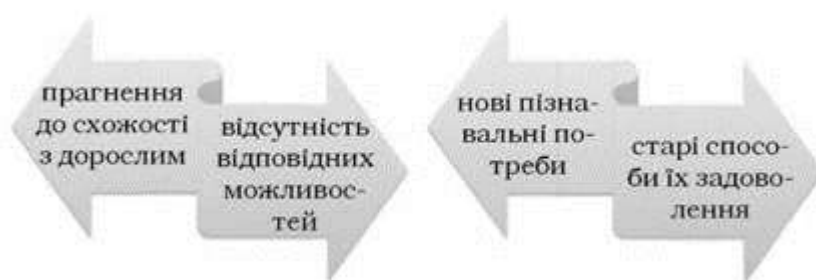 прагнення
до схожості
з дорослим
відсутність
відповідних
можливос-
тей
нові пізна-
вальні по-
треби
старі спосо-
би їх задово-
лення